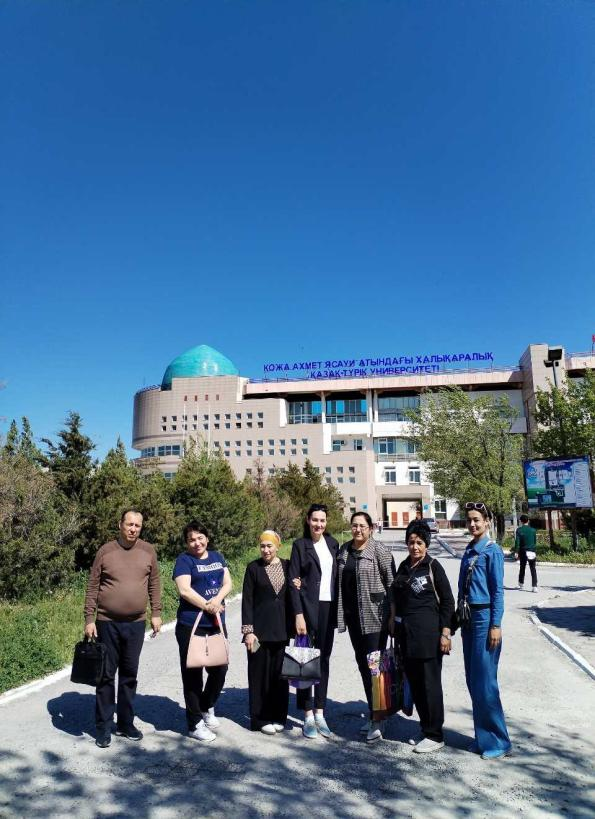 ҚОЖА АХМЕТ ЯСАУИ АТЫНДАҒЫ ХАЛЫҚАРАЛЫҚ
ҚАЗАҚ-ТҮРІК УНИВЕРСИТЕТІ